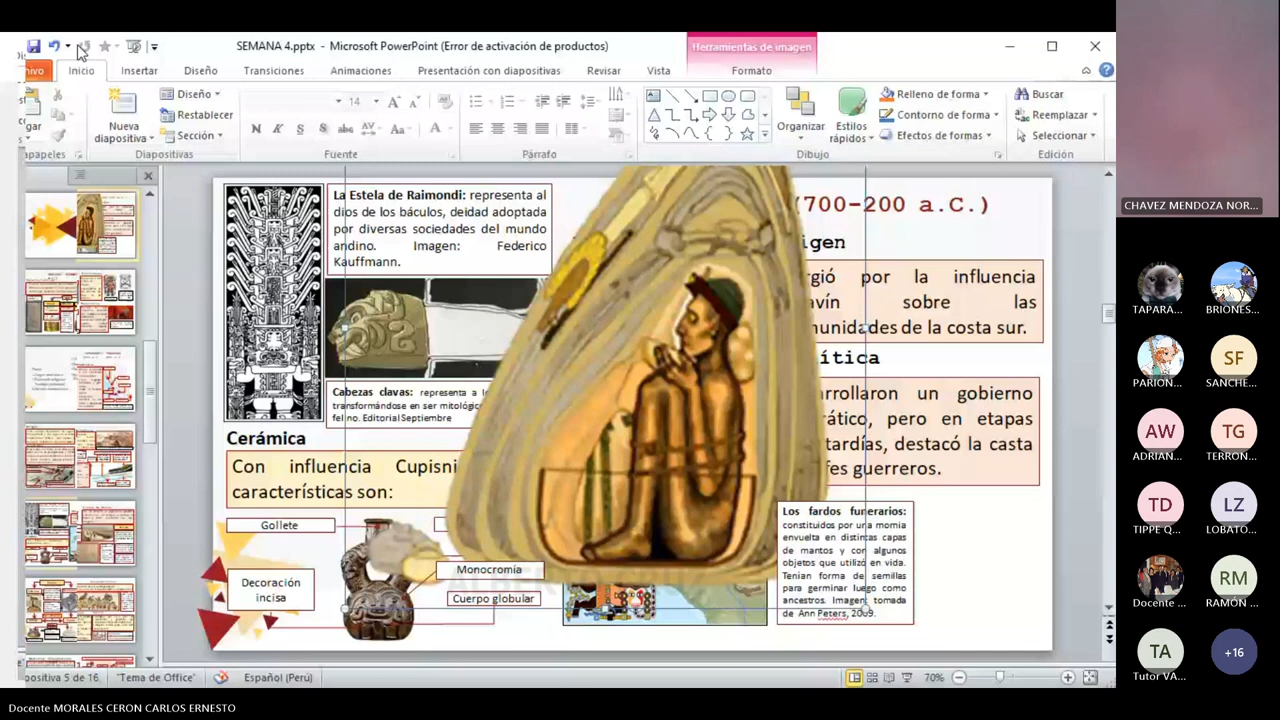 SEMANA 4.pptx - Microsoft PowerPoint (Error de activación de productos)
Herramientas de imagen
Inicio
Insertar
Diseño
Transiciones
Animaciones
Presentación con diapositivas
Revisar
Vista
Formato
Nueva
diapositiva
Diseño
Restablecer
Sección
14
Organizar
Estilos
rápidos
Relleno de forma
Contorno de forma
Efectos de formas
Buscar
Reemplazar
Seleccionar
Diapositivas
Fuente
Párrafo
Dibujo
Edición
La Estela de Raimondi: representa al
dios de los báculos, deidad adoptada
por diversas sociedades del mundo
andino. Imagen: Federico
Kauffmann.
Cabezas clavas: representa a
transformándose en ser mitológ
felino. Editorial Septiembre
Cerámica
Con influencia Cupisni
características son:
Gollete
Decoración
incisa
Monocromía
Cuerpo globular
(700-200 a.C.)
igen
rgió por la influencia
avín sobre las
munidades de la costa sur.
lítica
arrollaron un gobierno
rático, pero en etapas
tardías, destacó la casta
fes guerreros.
Los fardos funerarios:
constituidos por una momia
envuelta en distintas capas
de mantos y con algunos
objetos que utilizó en vida.
Tenian forma de semillas
para germinar luego como
ancestros. Imagen tomada
de Ann Peters, 2009.
positiva 5 de 16
"Tema de Office"
Español (Perú)
70%
CHAVEZ MENDOZA NOR...
TAPARA...
BRIONES...
PARION...
SF
SANCHE...
AW
ADRIAN...
TG
TERRON...
TD
TIPPE Q...
LZ
LOBATO...
Docente ...
RM
RAMÓN ...
TA
Tutor VA...
+16
Docente MORALES CERON CARLOS ERNESTO